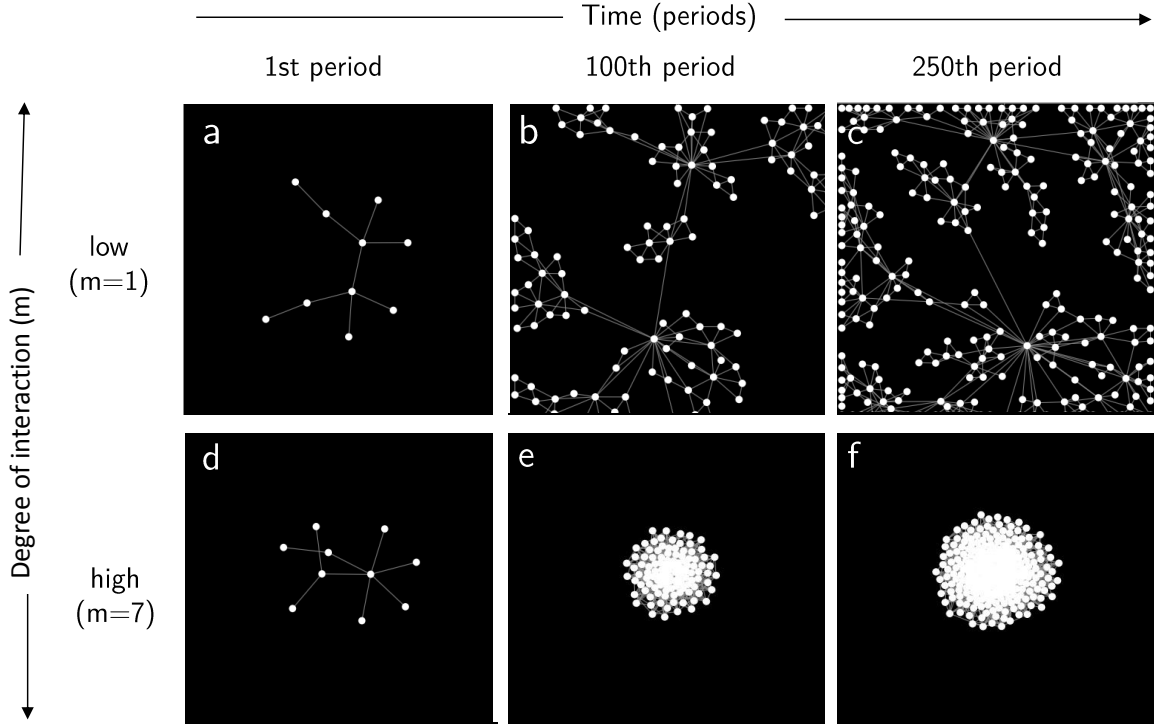 Time (periods)
1st period
100th period
250th period
a
b
c
low
(m=1)
Degree of interaction (m)
d
e
f
high
(m=7)